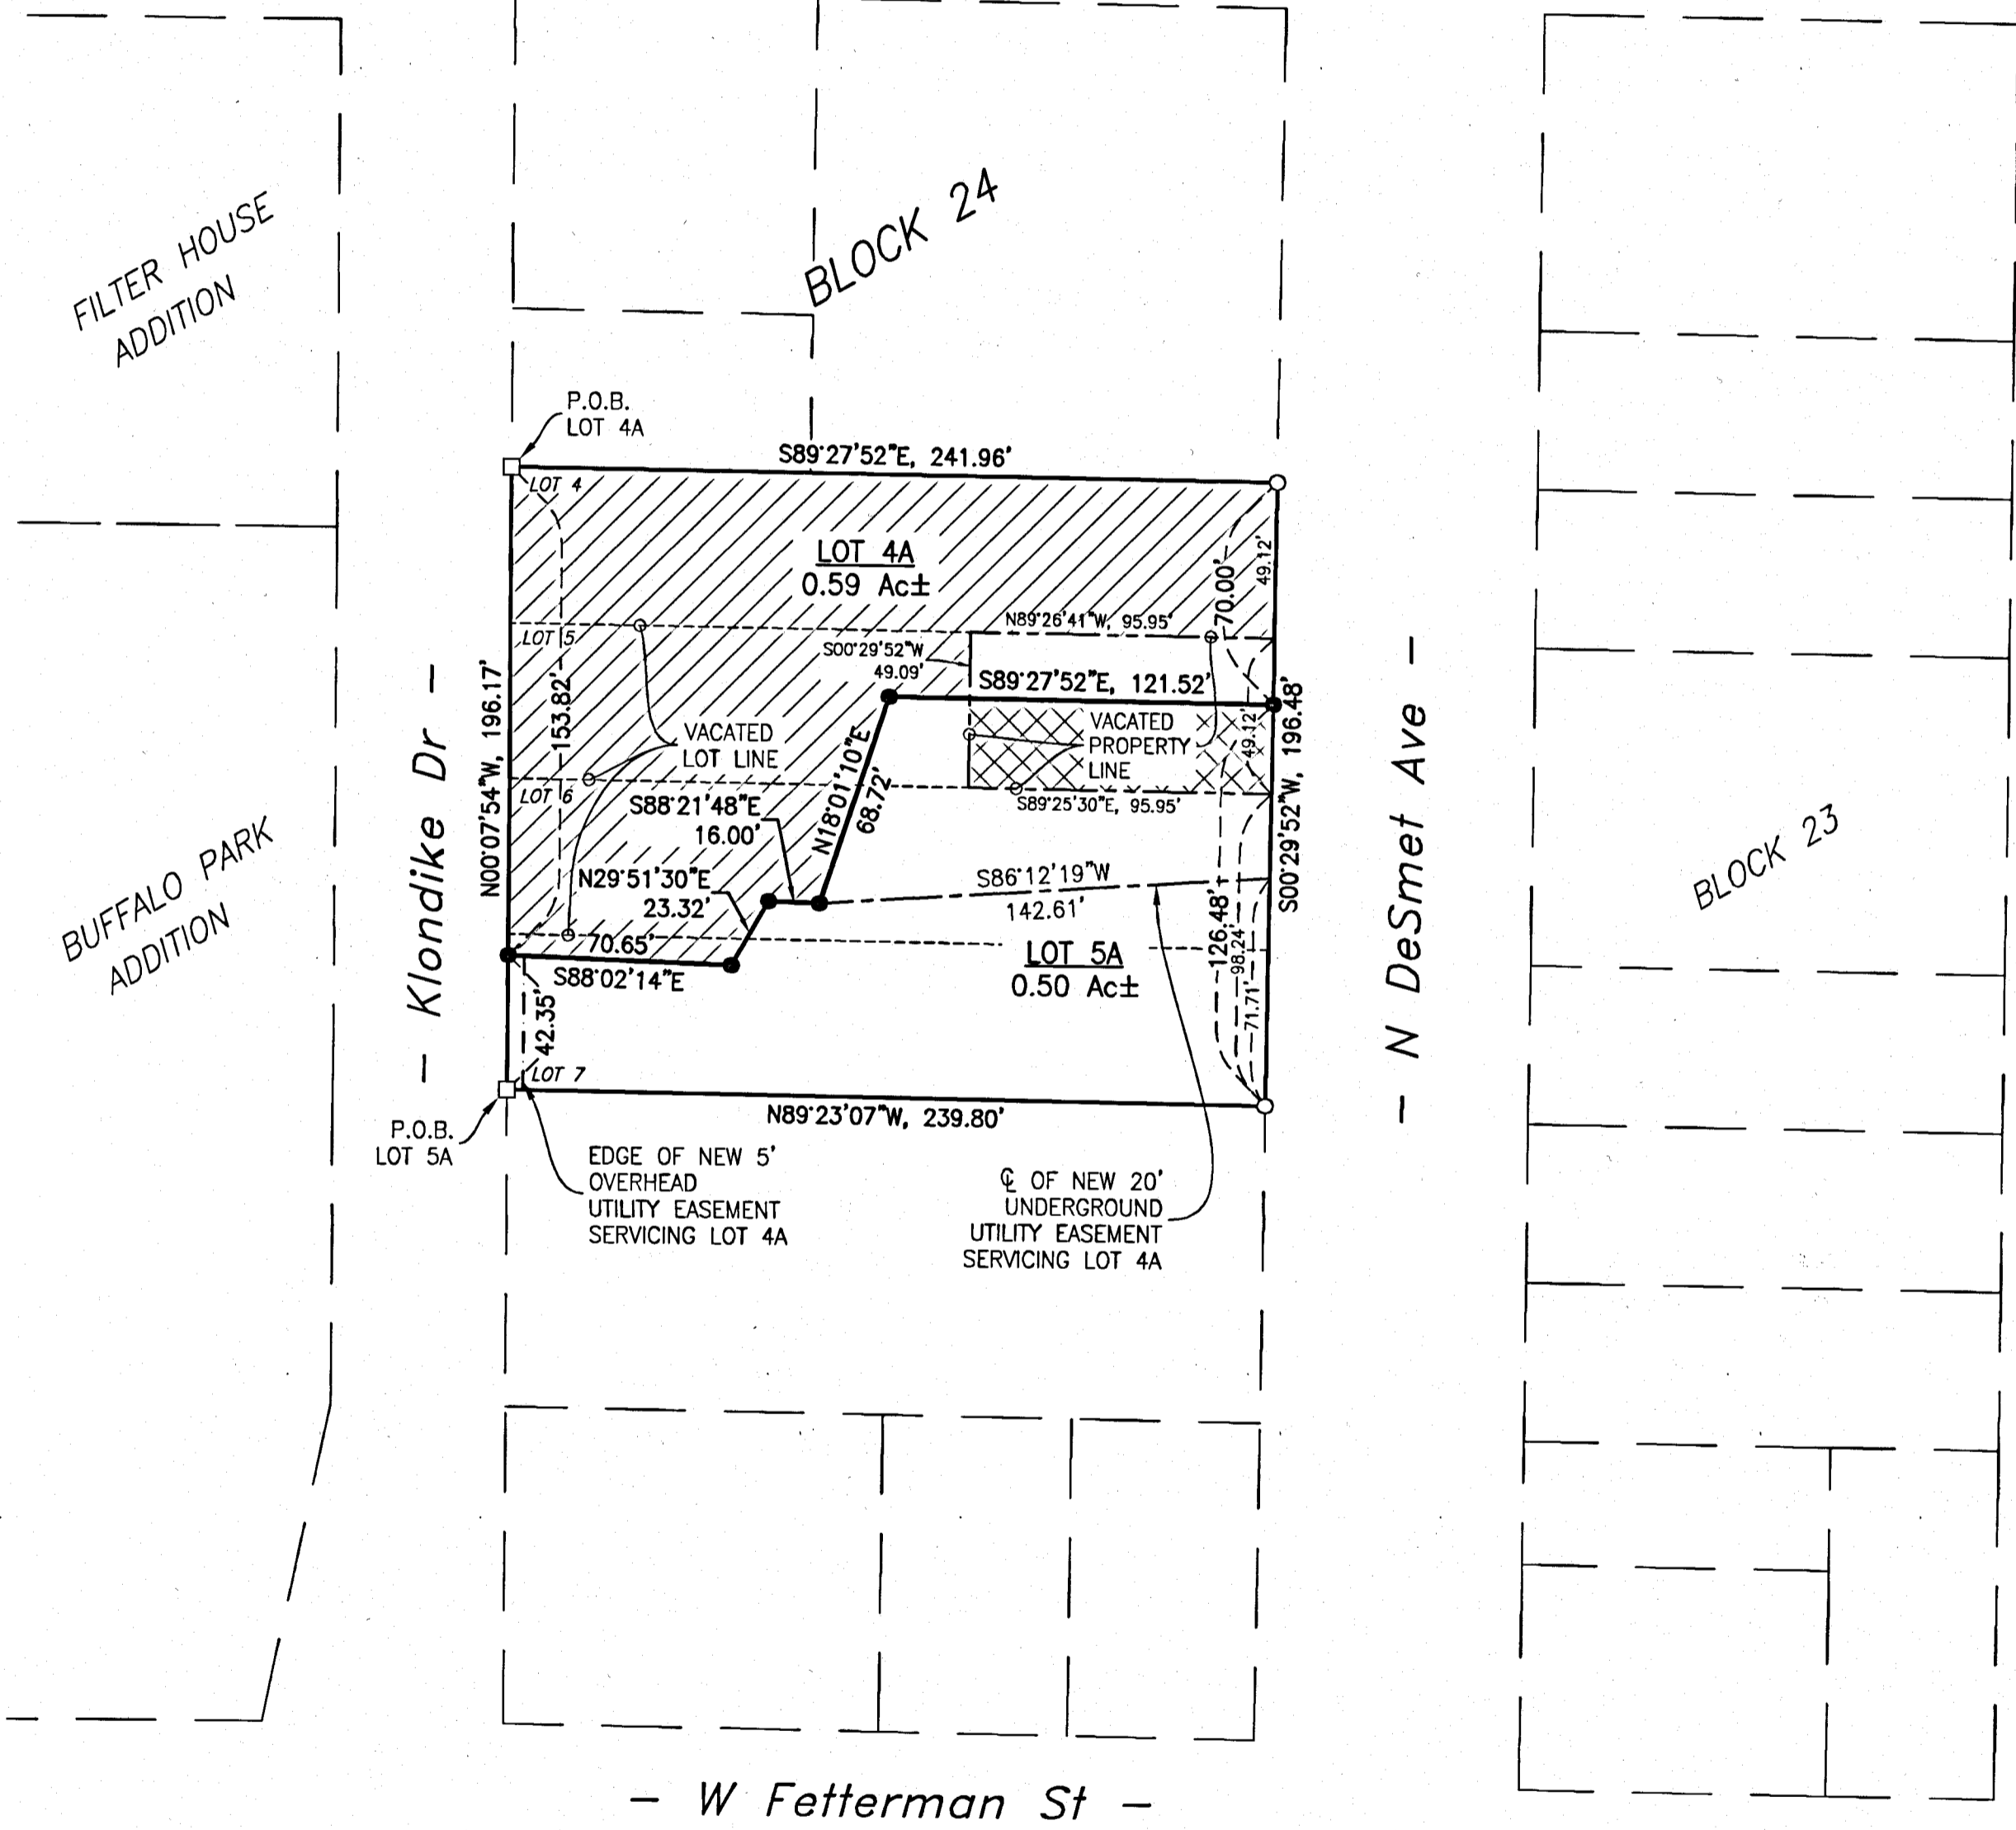 BLOCK 24
FILTER HOUSE
ADDITION
P.O.B.
LOT 4A
S89°27'52"E, 241.96'
LOT 4
LOT 4A
0.59 Ac±
70.00'
49.12'
N89°26'41"W, 95.95'
LOT 5
S00°29'52"W
49.09'
S89°27'52"E, 121.52'
N00°07'54"W, 196.17'
153.82'
VACATED
LOT LINE
VACATED
PROPERTY
LINE
49.12'
S00°29'52"W, 196.48'
LOT 6
S88°21'48"E
16.00'
N18°01'10"E
68.72'
S89°25'30"E, 95.95'
N29°51'30"E
23.32'
S86°12'19"W
142.61'
70.65'
S88°02'14"E
LOT 5A
0.50 Ac±
126.48'
98.24'
71.71'
42.35'
LOT 7
N89°23'07"W, 239.80'
P.O.B.
LOT 5A
EDGE OF NEW 5'
OVERHEAD
UTILITY EASEMENT
SERVICING LOT 4A
℄ OF NEW 20'
UNDERGROUND
UTILITY EASEMENT
SERVICING LOT 4A
- Klondike Dr -
- N DeSmet Ave -
BLOCK 23
BUFFALO PARK
ADDITION
- W Fetterman St -